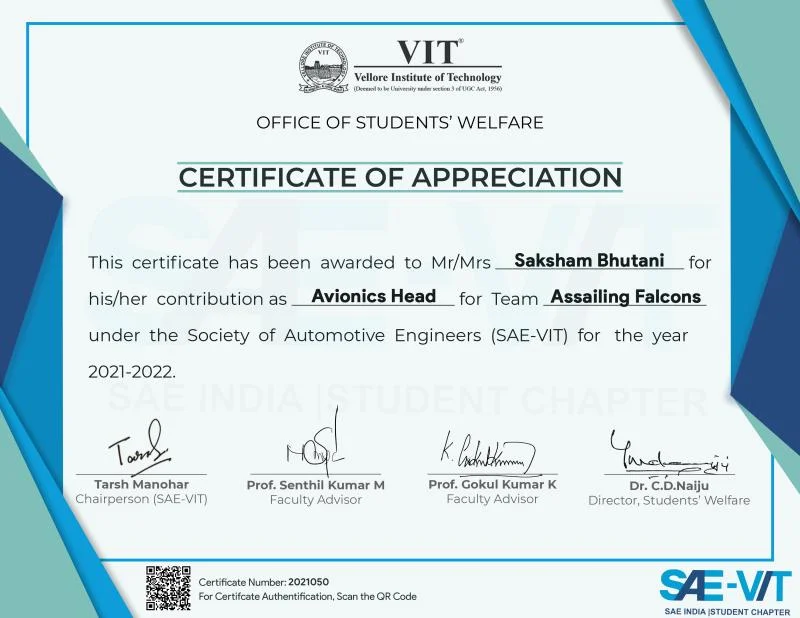 VELLORE INSTITUTE OF TECHNOLOGY
VIT
VIT®
Vellore Institute of Technology
(Deemed to be University under section 3 of UGC Act, 1956)
OFFICE OF STUDENTS' WELFARE
CERTIFICATE OF APPRECIATION
SAE-VIT
This certificate has been awarded to Mr/Mrs Saksham Bhutani for
his/her contribution as Avionics Head for Team Assailing Falcons
under the Society of Automotive Engineers (SAE-VIT) for the year
2021-2022.
SAE INDIA |STUDENT CHAPTER
Tarsh Manohar
Chairperson (SAE-VIT)
Prof. Senthil Kumar M
Faculty Advisor
Prof. Gokul Kumar K
Faculty Advisor
Dr. C.D.Naiju
Director, Students' Welfare
Certificate Number: 2021050
For Certifcate Authentification, Scan the QR Code
SAE-VIT
SAE INDIA |STUDENT CHAPTER